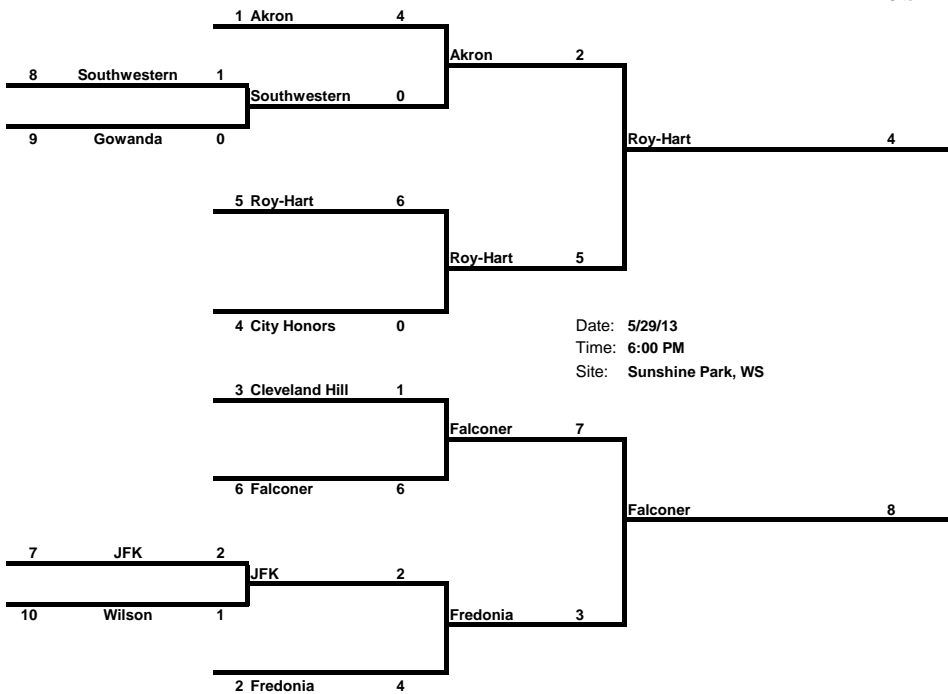 1 Akron 4
Akron 2
8 Southwestern 1
Southwestern 0
9 Gowanda 0
Roy-Hart 4
5 Roy-Hart 6
Roy-Hart 5
4 City Honors 0
Date: 5/29/13
Time: 6:00 PM
Site: Sunshine Park, WS
3 Cleveland Hill 1
Falconer 7
6 Falconer 6
Falconer 8
7 JFK 2
JFK 2
10 Wilson 1
Fredonia 3
2 Fredonia 4